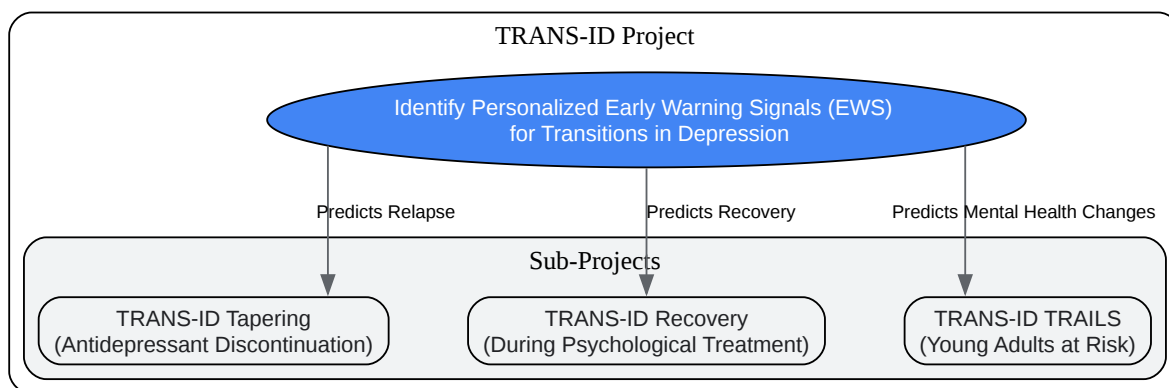 TRANS-ID Project
Identify Personalized Early Warning Signals (EWS)
for Transitions in Depression
Predicts Relapse
Predicts Recovery
Predicts Mental Health Changes
Sub-Projects
TRANS-ID Tapering
(Antidepressant Discontinuation)
TRANS-ID Recovery
(During Psychological Treatment)
TRANS-ID TRAILS
(Young Adults at Risk)